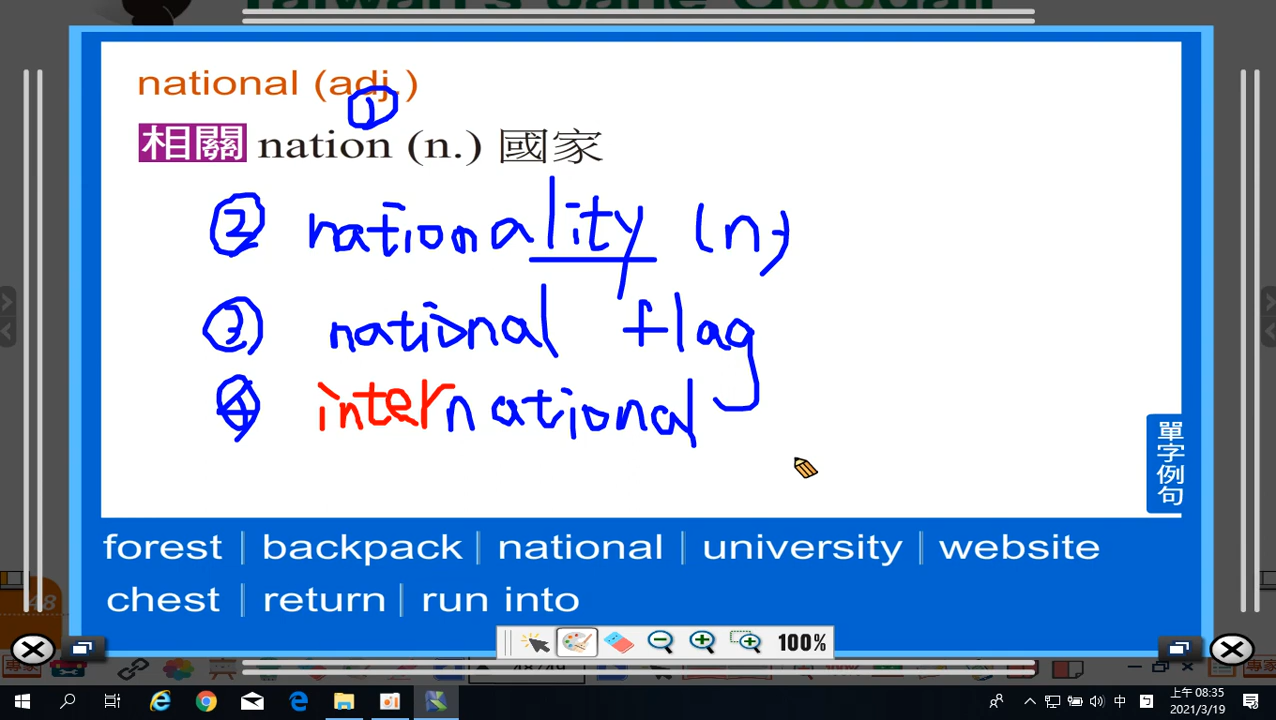 national (adj.)
①
相關 nation (n.) 國家
② nationality (n)
③ national flag
④ international
單字例句
forest | backpack | national | university | website
chest | return | run into
100%
上午 08:35
中
2021/3/19